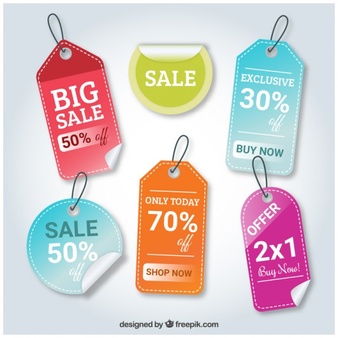 BIG
SALE
50% off
SALE
EXCLUSIVE
30% off
BUY NOW
SALE
50% off
ONLY TODAY
70% off
SHOP NOW
OFFER
2x1
Buy Now!
designed by freepik.com